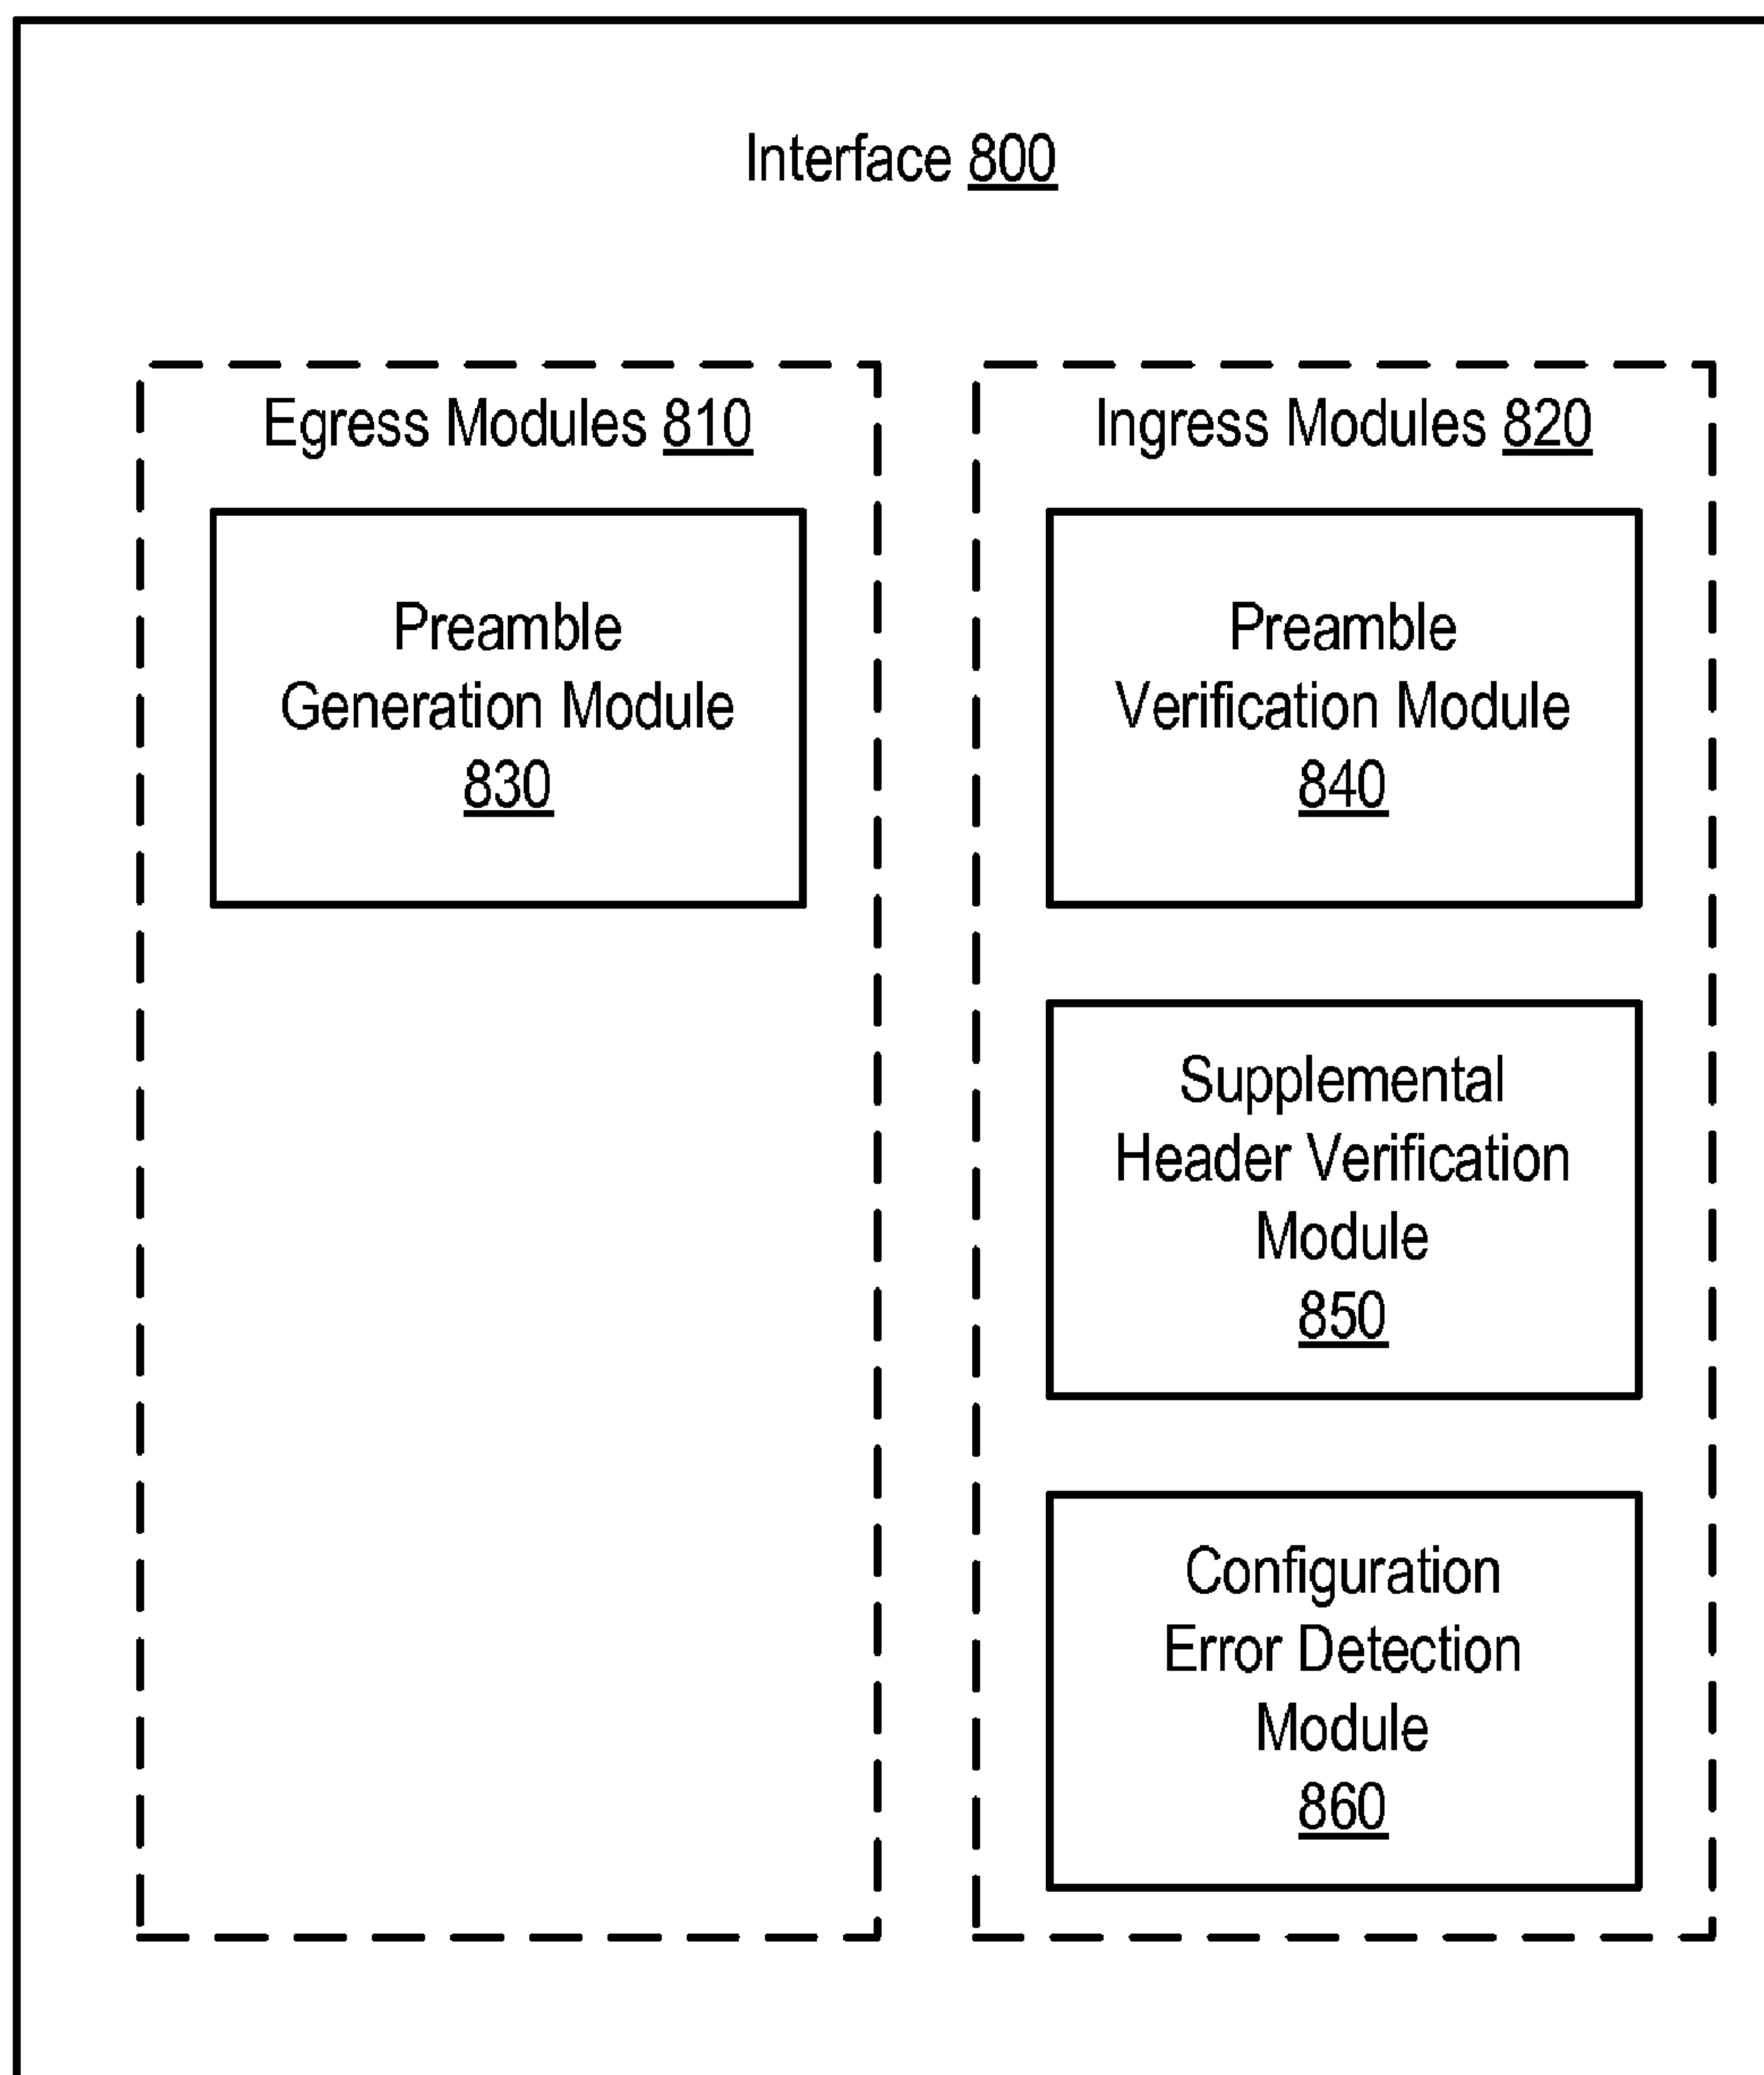 Interface 800
Egress Modules 810
Preamble
Generation Module
830
Ingress Modules 820
Preamble
Verification Module
840
Supplemental
Header Verification
Module
850
Configuration
Error Detection
Module
860